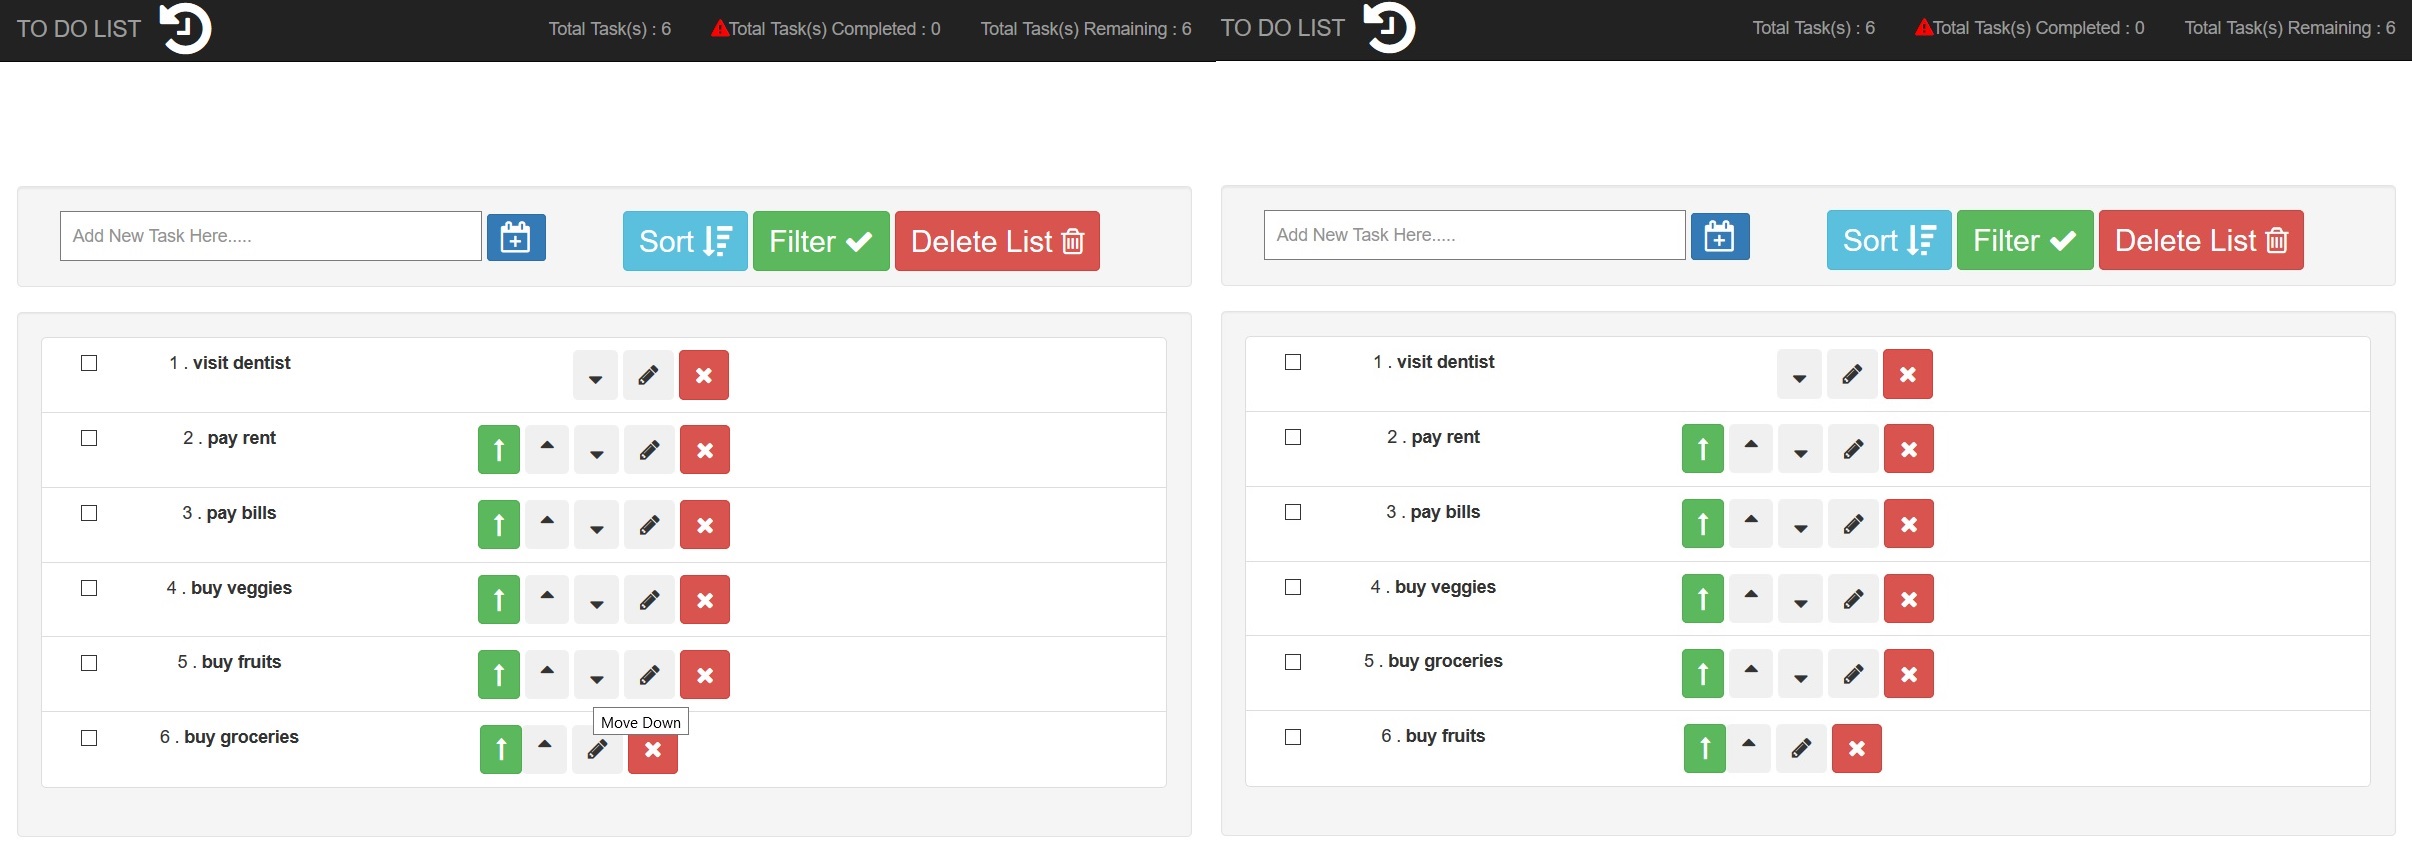 TO DO LIST Total Task(s) : 6 Total Task(s) Completed : 0 Total Task(s) Remaining : 6
Add New Task Here..... Sort Filter Delete List
1 . visit dentist
2 . pay rent
3 . pay bills
4 . buy veggies
5 . buy fruits
Move Down
6 . buy groceries
TO DO LIST Total Task(s) : 6 Total Task(s) Completed : 0 Total Task(s) Remaining : 6
Add New Task Here..... Sort Filter Delete List
1 . visit dentist
2 . pay rent
3 . pay bills
4 . buy veggies
5 . buy groceries
6 . buy fruits